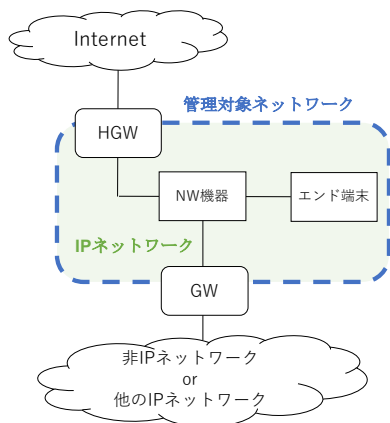 Internet
管理対象ネットワーク
HGW
NW機器
エンド端末
IPネットワーク
GW
非IPネットワーク
or
他のIPネットワーク